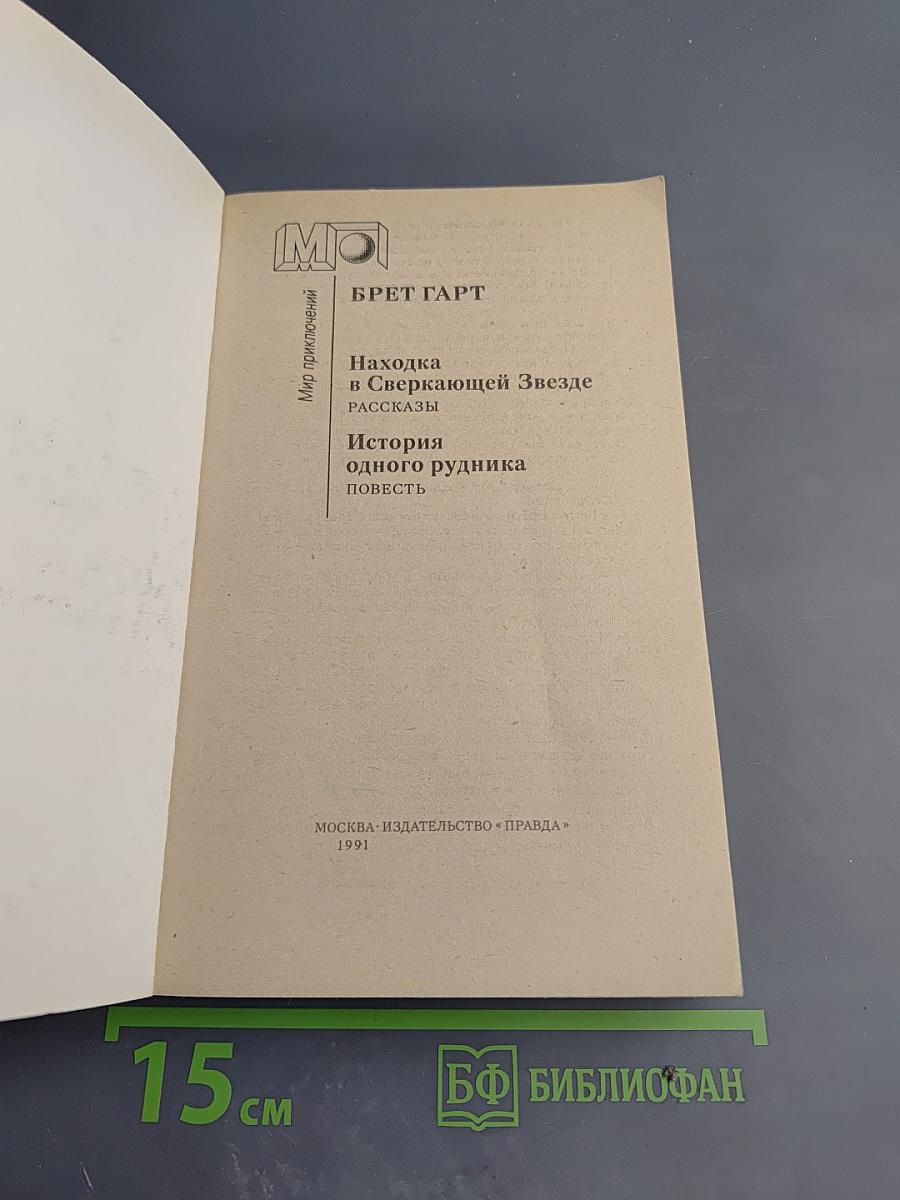 МП
Мир приключений
БРЕТ ГАРТ
Находка
в Сверкающей Звезде
РАССКАЗЫ
История
одного рудника
ПОВЕСТЬ
МОСКВА·ИЗДАТЕЛЬСТВО «ПРАВДА»
1991
15 см
БФ БИБЛИОФАН